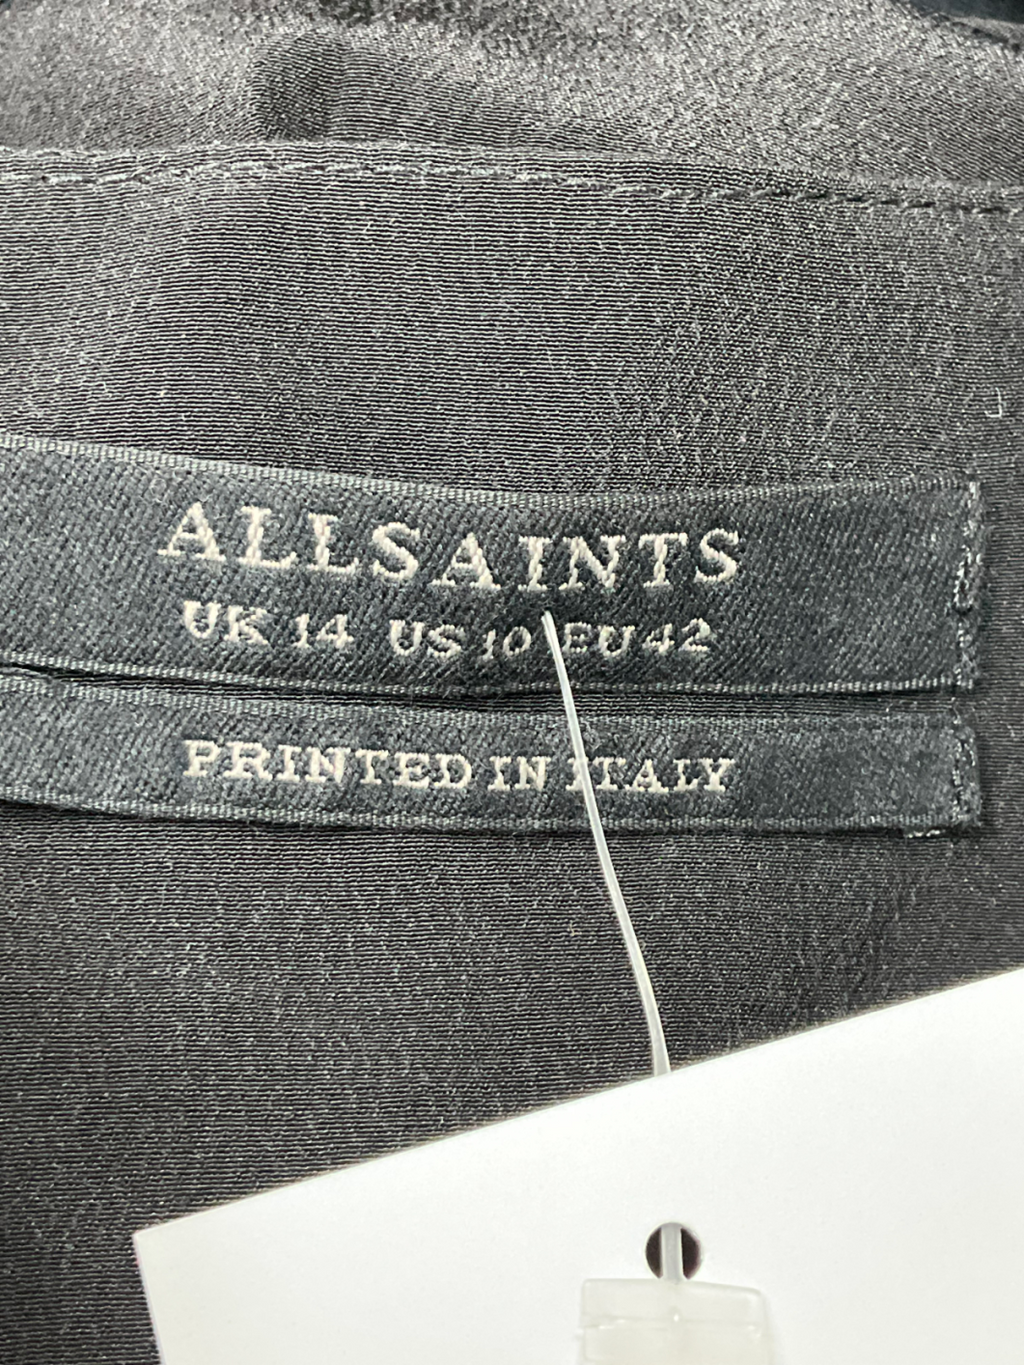 ALLSAINTS
UK 14 US 10 EU 42
PRINTED IN ITALY